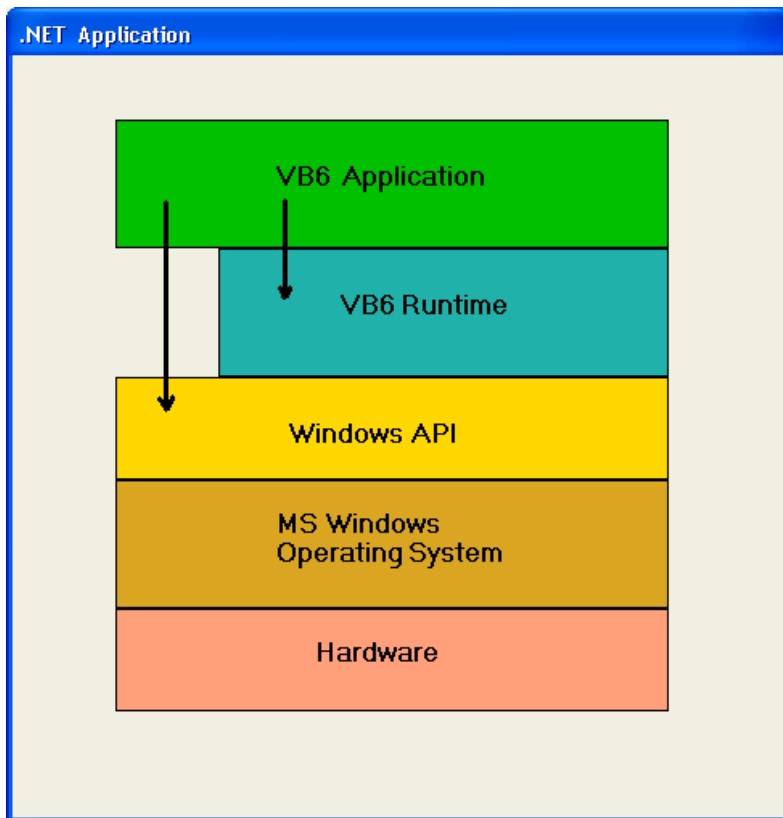 .NET Application
VB6 Application
VB6 Runtime
Windows API
MS Windows
Operating System
Hardware